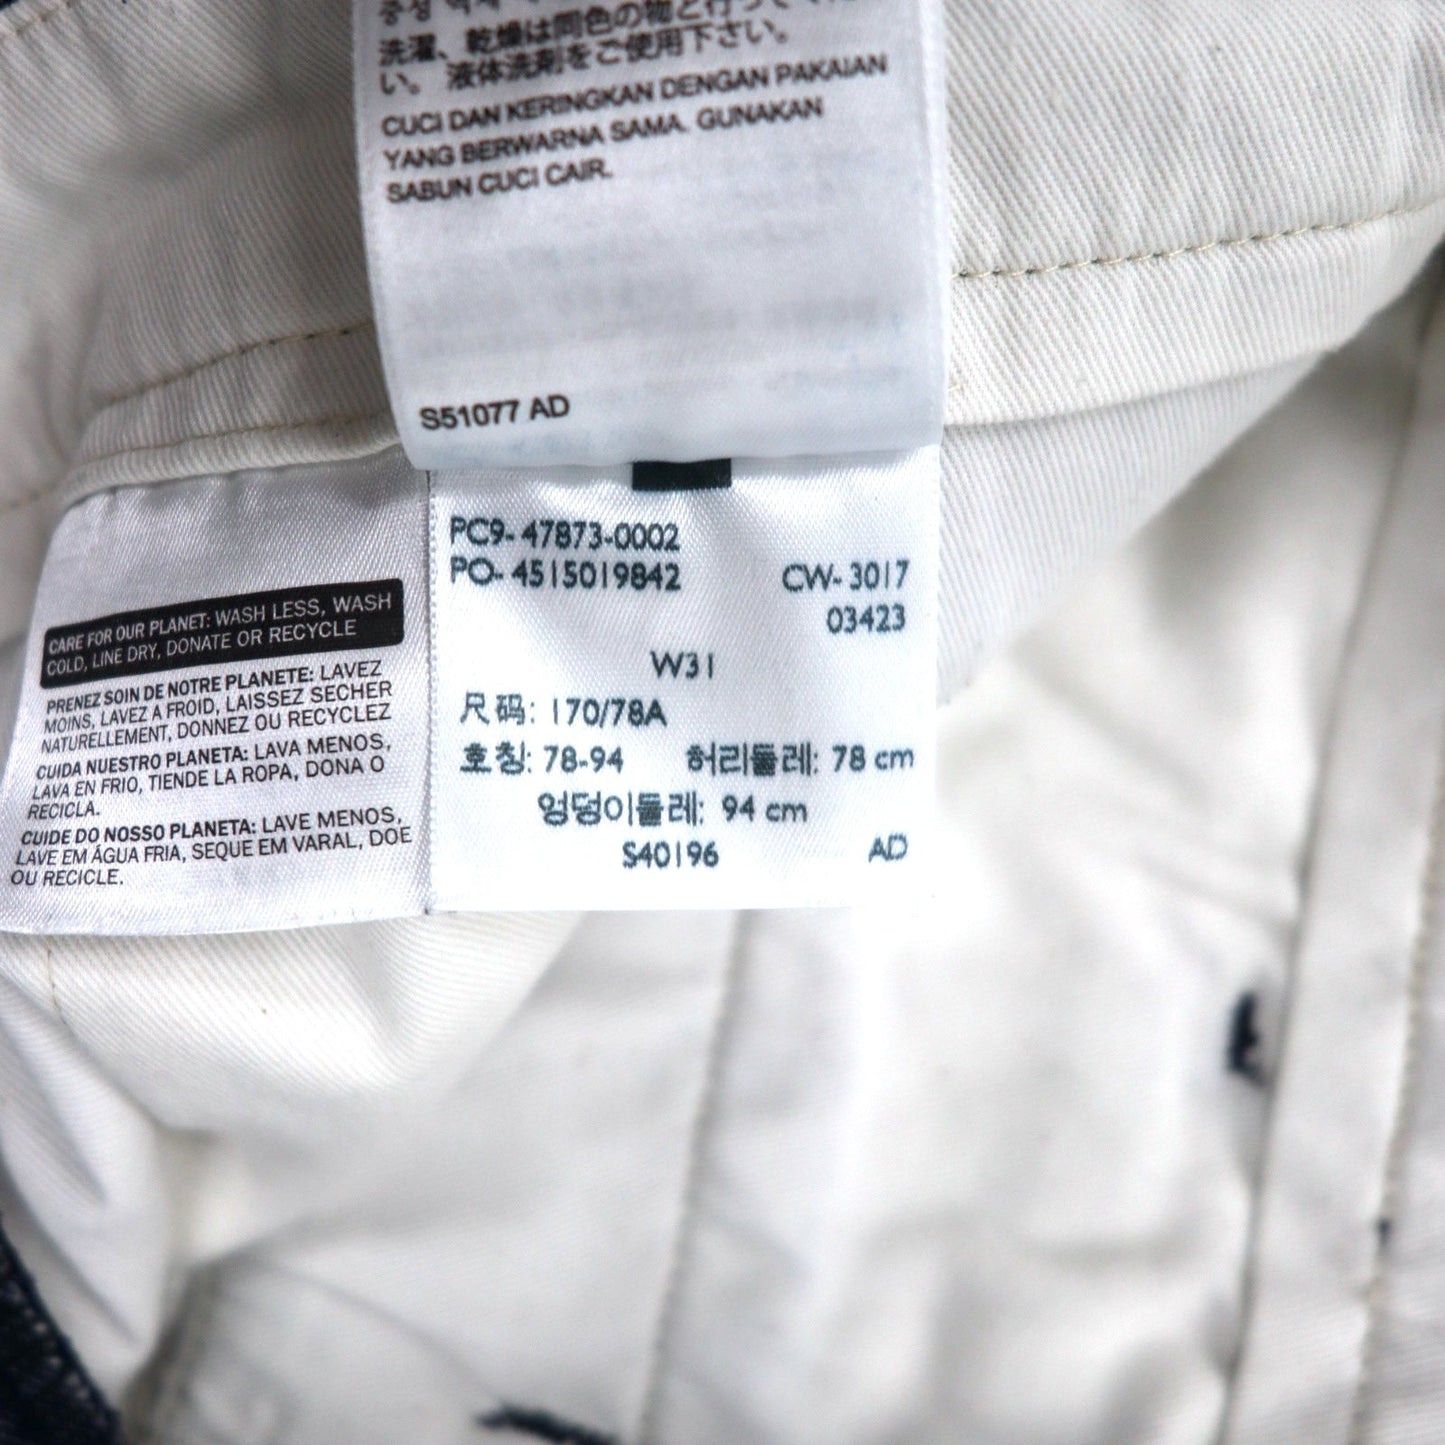 洗濯、乾燥は同色の物と行ってくださ
い。 液体洗剤をご使用下さい。
CUCI DAN KERINGKAN DENGAN PAKAIAN
YANG BERWARNA SAMA. GUNAKAN
SABUN CUCI CAIR.
S51077 AD
CARE FOR OUR PLANET: WASH LESS, WASH
COLD, LINE DRY, DONATE OR RECYCLE
PRENEZ SOIN DE NOTRE PLANETE: LAVEZ
MOINS, LAVEZ A FROID, LAISSEZ SECHER
NATURELLEMENT, DONNEZ OU RECYCLEZ
CUIDA NUESTRO PLANETA: LAVA MENOS,
LAVA EN FRIO, TIENDE LA ROPA, DONA O
RECICLA.
CUIDE DO NOSSO PLANETA: LAVE MENOS,
LAVE EM ÁGUA FRIA, SEQUE EM VARAL, DOE
OU RECICLE.
PC9- 47873-0002
PO- 4515019842 CW- 3017
03423
W31
尺码: 170/78A
호칭: 78-94 허리둘레: 78 cm
엉덩이둘레: 94 cm
S40196 AD